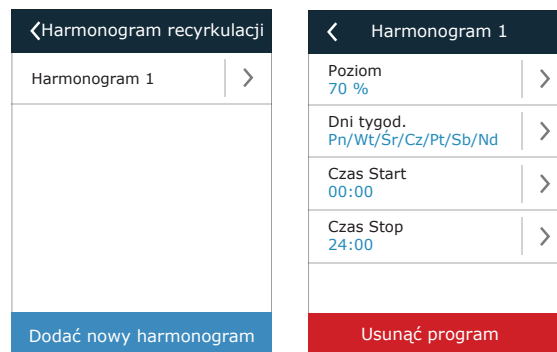 Harmonogram recyrkulacji
Harmonogram 1
Dodać nowy harmonogram
Harmonogram 1
Poziom
70 %
Dni tygod.
Pn/Wt/Śr/Cz/Pt/Sb/Nd
Czas Start
00:00
Czas Stop
24:00
Usunąć program